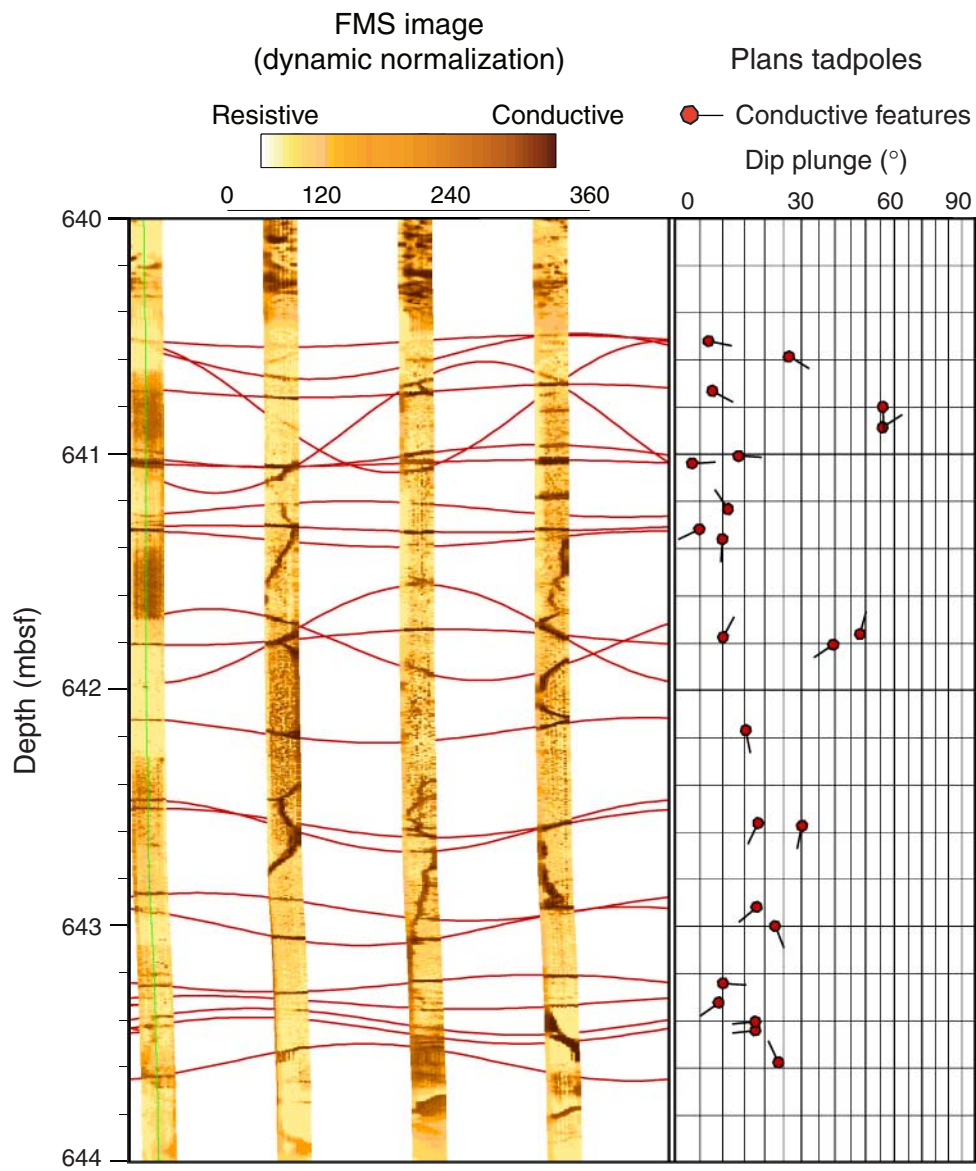 FMS image
(dynamic normalization)
Plans tadpoles
Resistive
Conductive
Conductive features
Dip plunge (°)
0 120 240 360
0 30 60 90
640
641
642
643
644
Depth (mbsf)